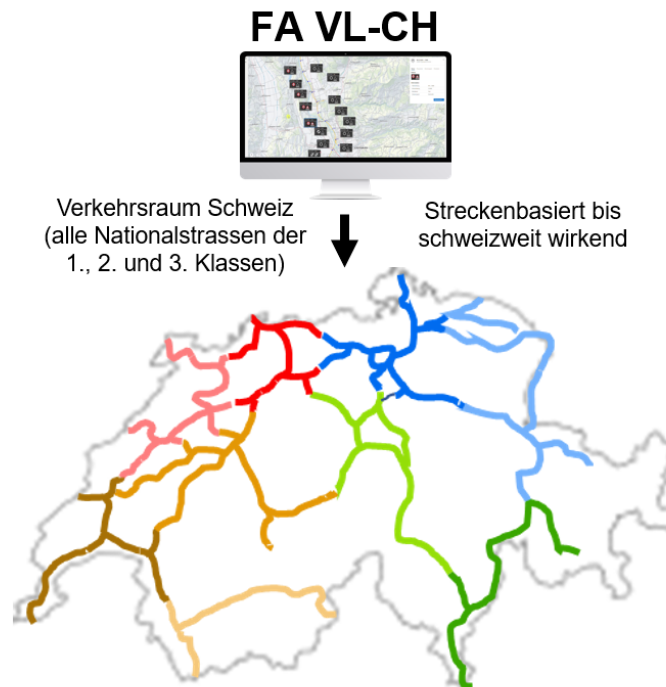 FA VL-CH
Verkehrsraum Schweiz
(alle Nationalstrassen der
1., 2. und 3. Klassen)
Streckenbasiert bis
schweizweit wirkend